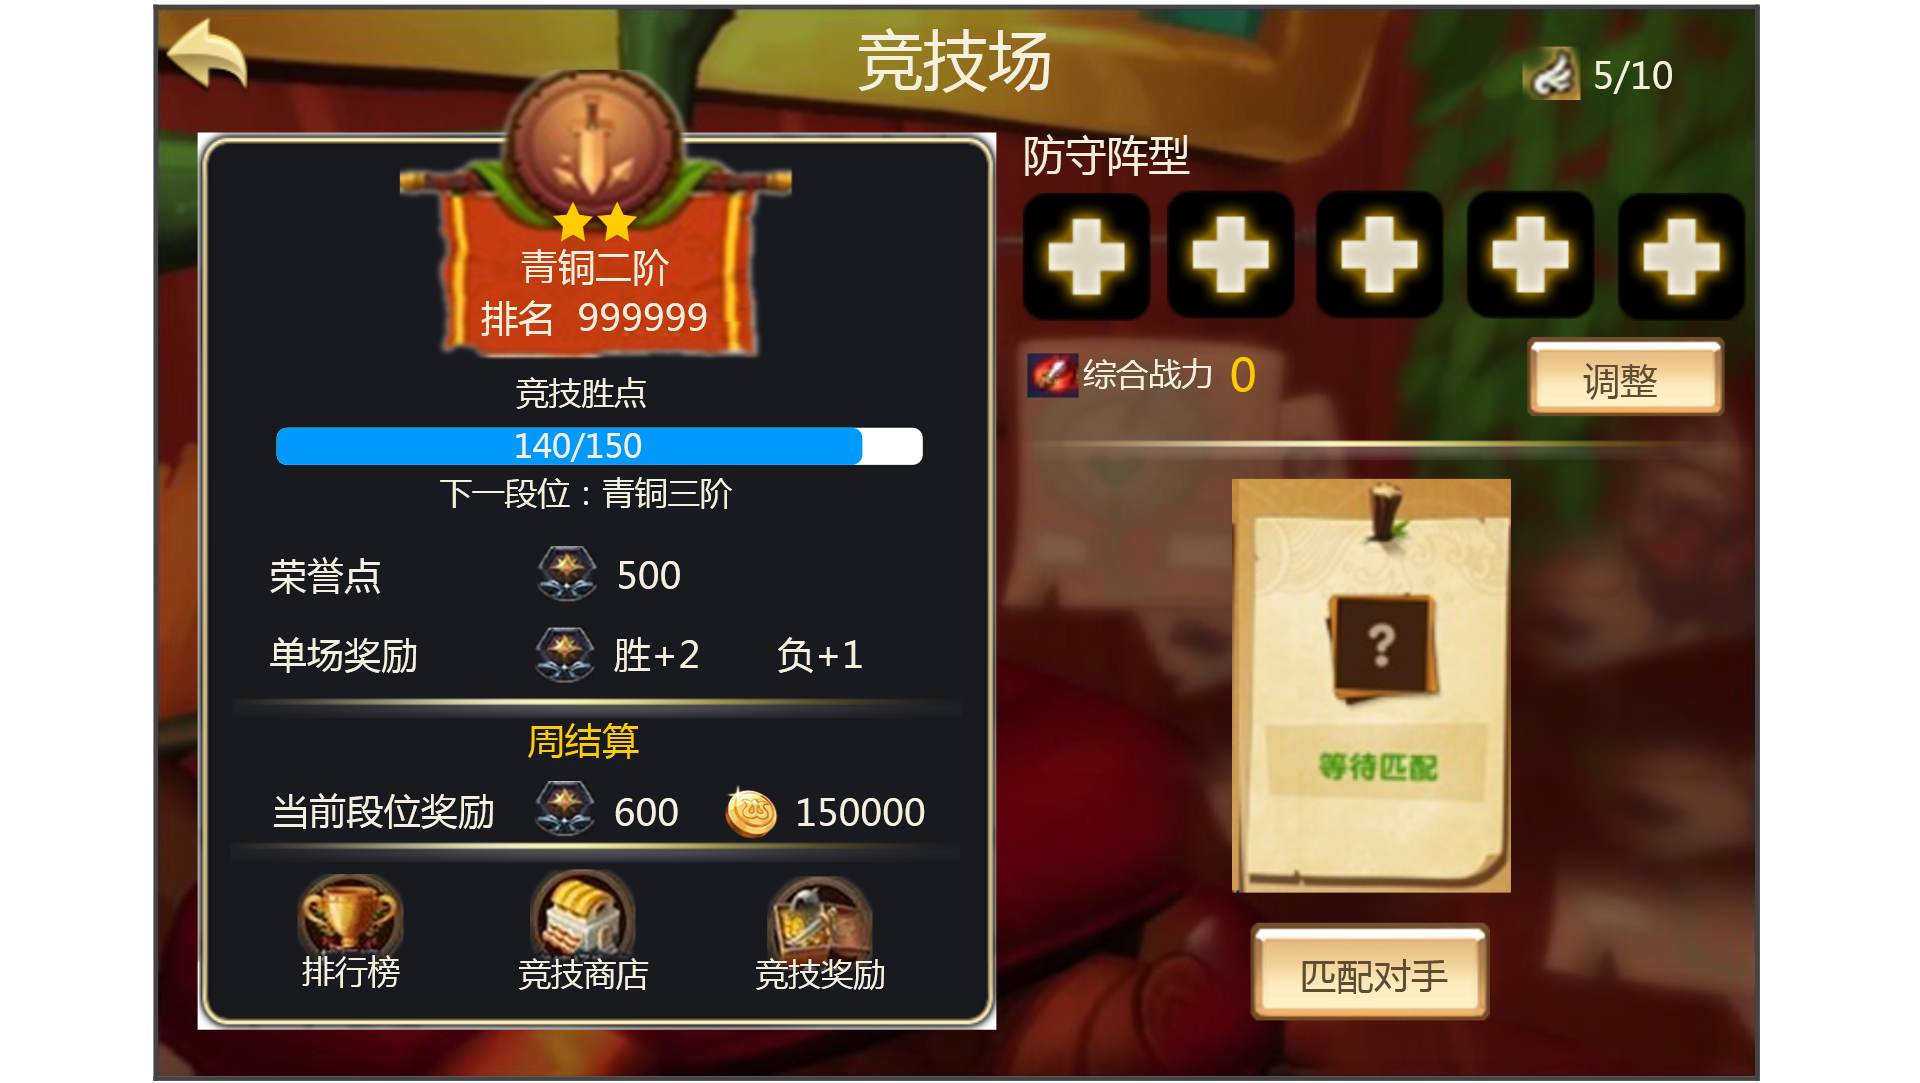 竞技场
5/10
青铜二阶
排名 999999
竞技胜点
140/150
下一段位：青铜三阶
荣誉点 500
单场奖励 胜+2 负+1
周结算
当前段位奖励 600 150000
排行榜
竞技商店
竞技奖励
防守阵型
综合战力 0
调整
?
等待匹配
匹配对手